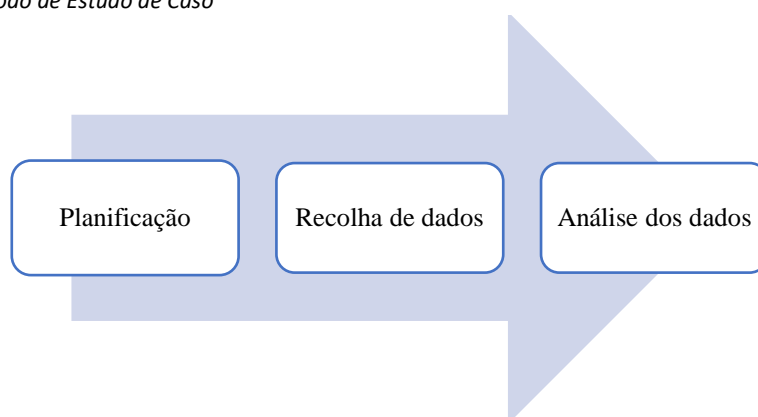 de Estudo de Caso
Planificação
Recolha de dados
Análise dos dados